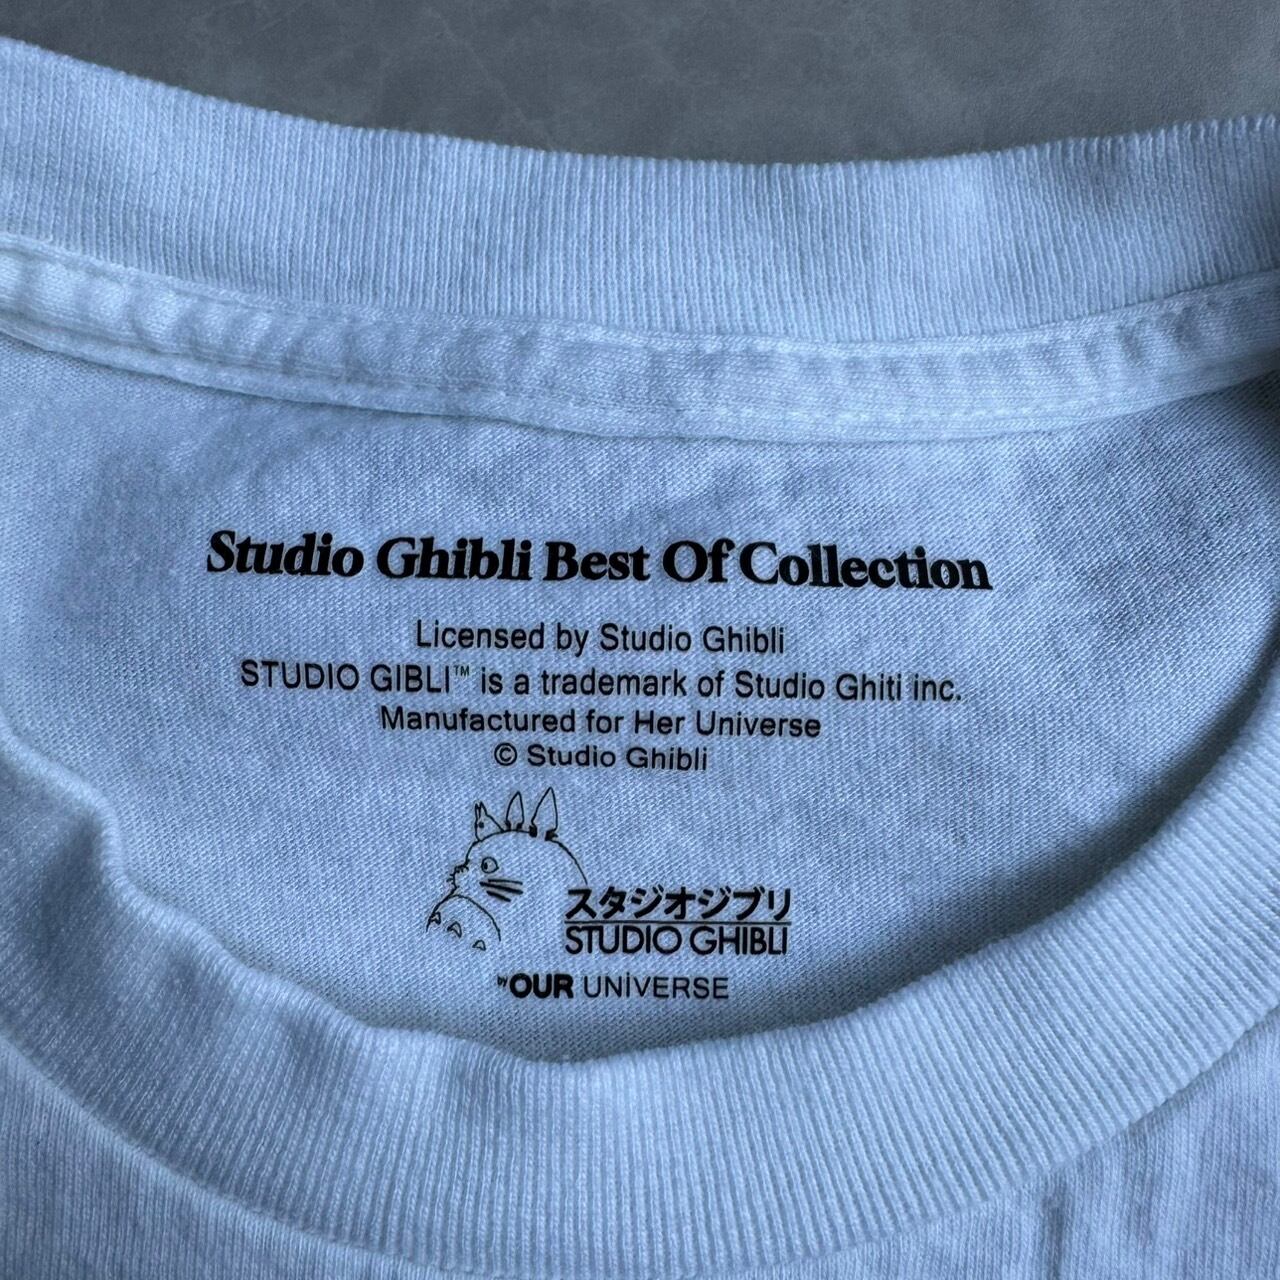 Studio Ghibli Best Of Collection
Licensed by Studio Ghibli
STUDIO GIBLI™ is a trademark of Studio Ghiti inc.
Manufactured for Her Universe
© Studio Ghibli
スタジオジブリ
STUDIO GHIBLI
by OUR UNiVERSE